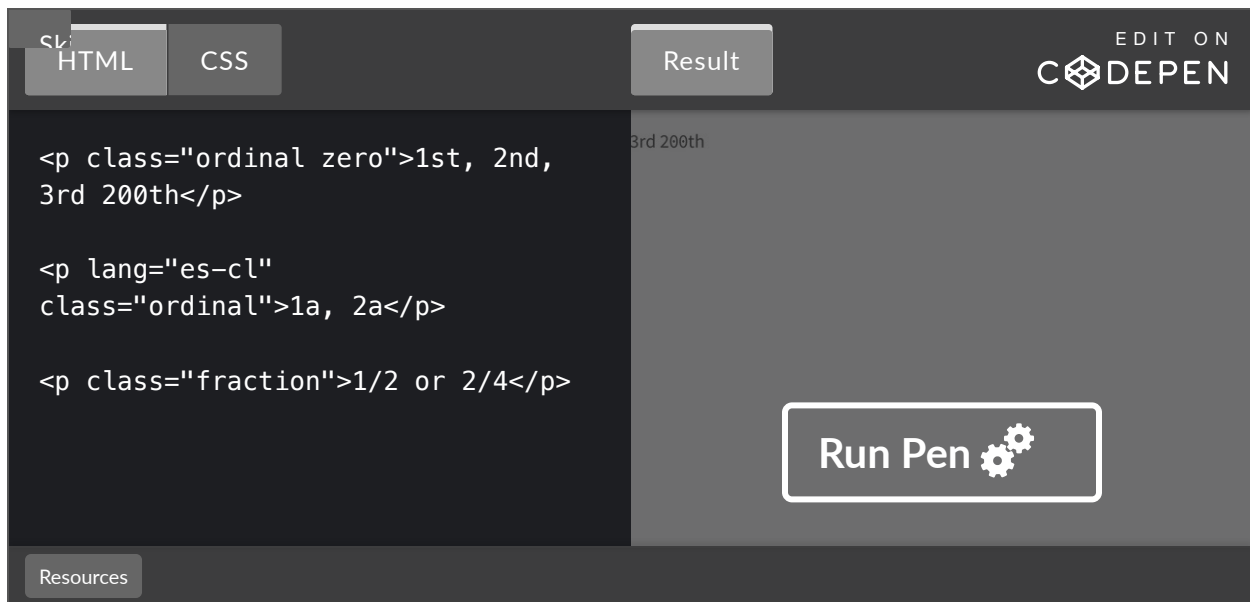 Ski
HTML
CSS
Result
EDIT ON
CODEPEN
<p class="ordinal zero">1st, 2nd,
3rd 200th</p>
<p lang="es-cl"
class="ordinal">1a, 2a</p>
<p class="fraction">1/2 or 2/4</p>
3rd 200th
Run Pen
Resources